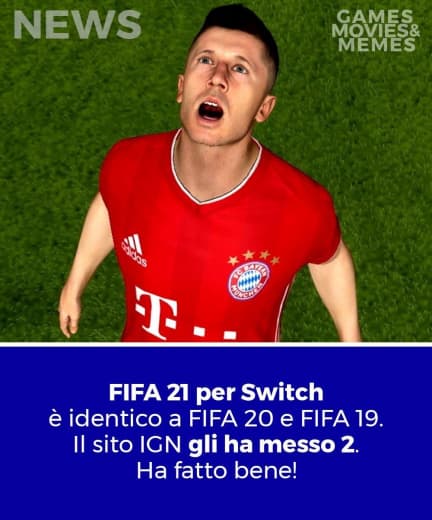 NEWS
GAMES
MOVIES&
MEMES
adidas
FC BAYERN
MÜNCHEN
T
FIFA 21 per Switch
è identico a FIFA 20 e FIFA 19.
Il sito IGN gli ha messo 2.
Ha fatto bene!